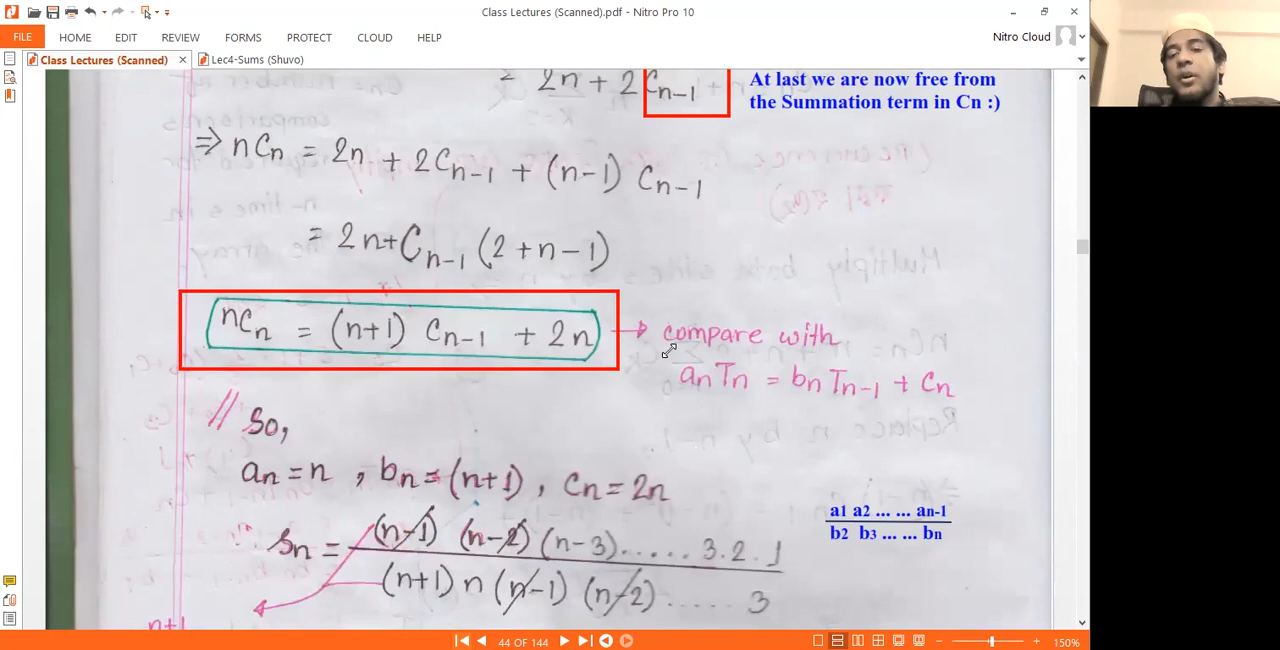 Class Lectures (Scanned).pdf - Nitro Pro 10
FILE HOME EDIT REVIEW FORMS PROTECT CLOUD HELP
Nitro Cloud
Class Lectures (Scanned) Lec4-Sums (Shuvo)
= 2n + 2 Cn-1
At last we are now free from
the Summation term in Cn :)
⇒ nCn = 2n + 2Cn-1 + (n-1) Cn-1
= 2n+Cn-1 (2+n-1)
nCn = (n+1) Cn-1 + 2n
compare with
anTn = bnTn-1 + Cn
// So,
an = n , bn = (n+1) , Cn = 2n
a1 a2 ... ... an-1
b2 b3 ... ... bn
Sn = (n-1) (n-2) (n-3) ..... 3.2.1
(n+1) n (n-1) (n-2) ..... 3
n+1
44 OF 144
150%